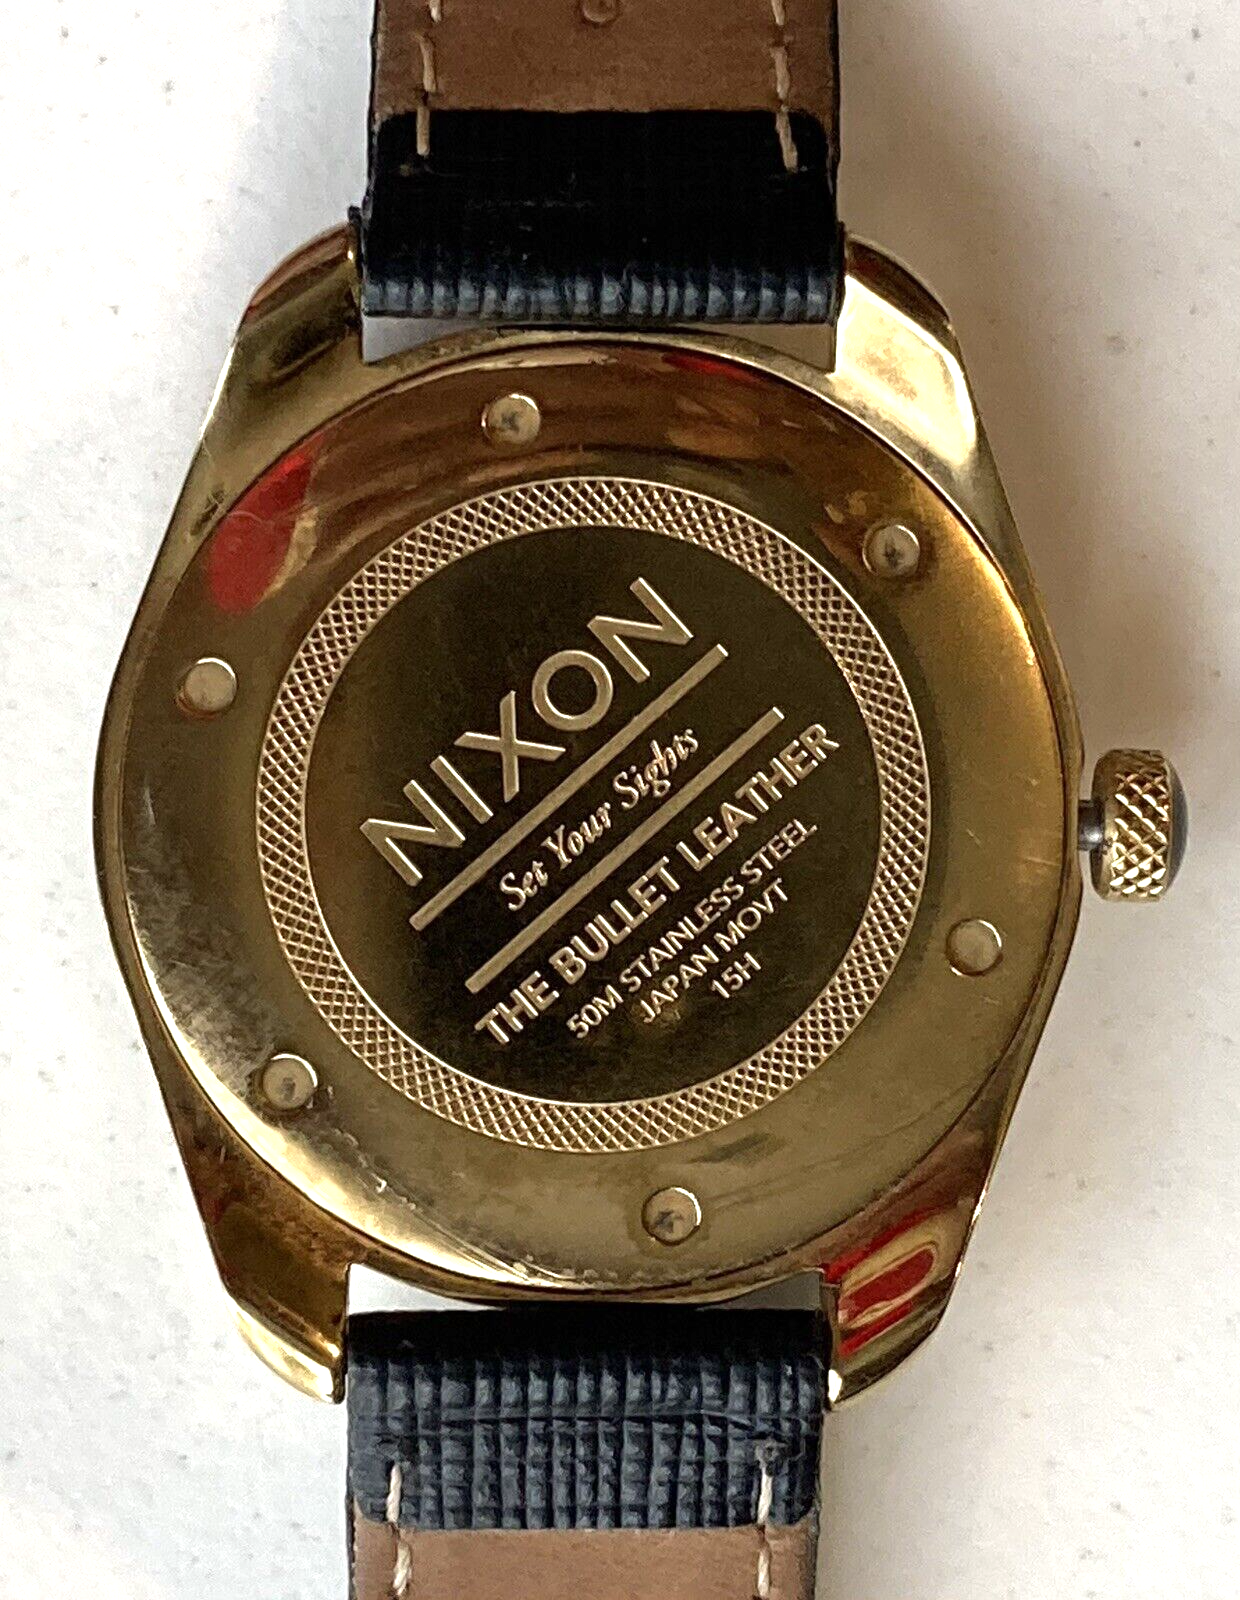 NIXON
Set Your Sights
THE BULLET LEATHER
50M STAINLESS STEEL
JAPAN MOVT
15H